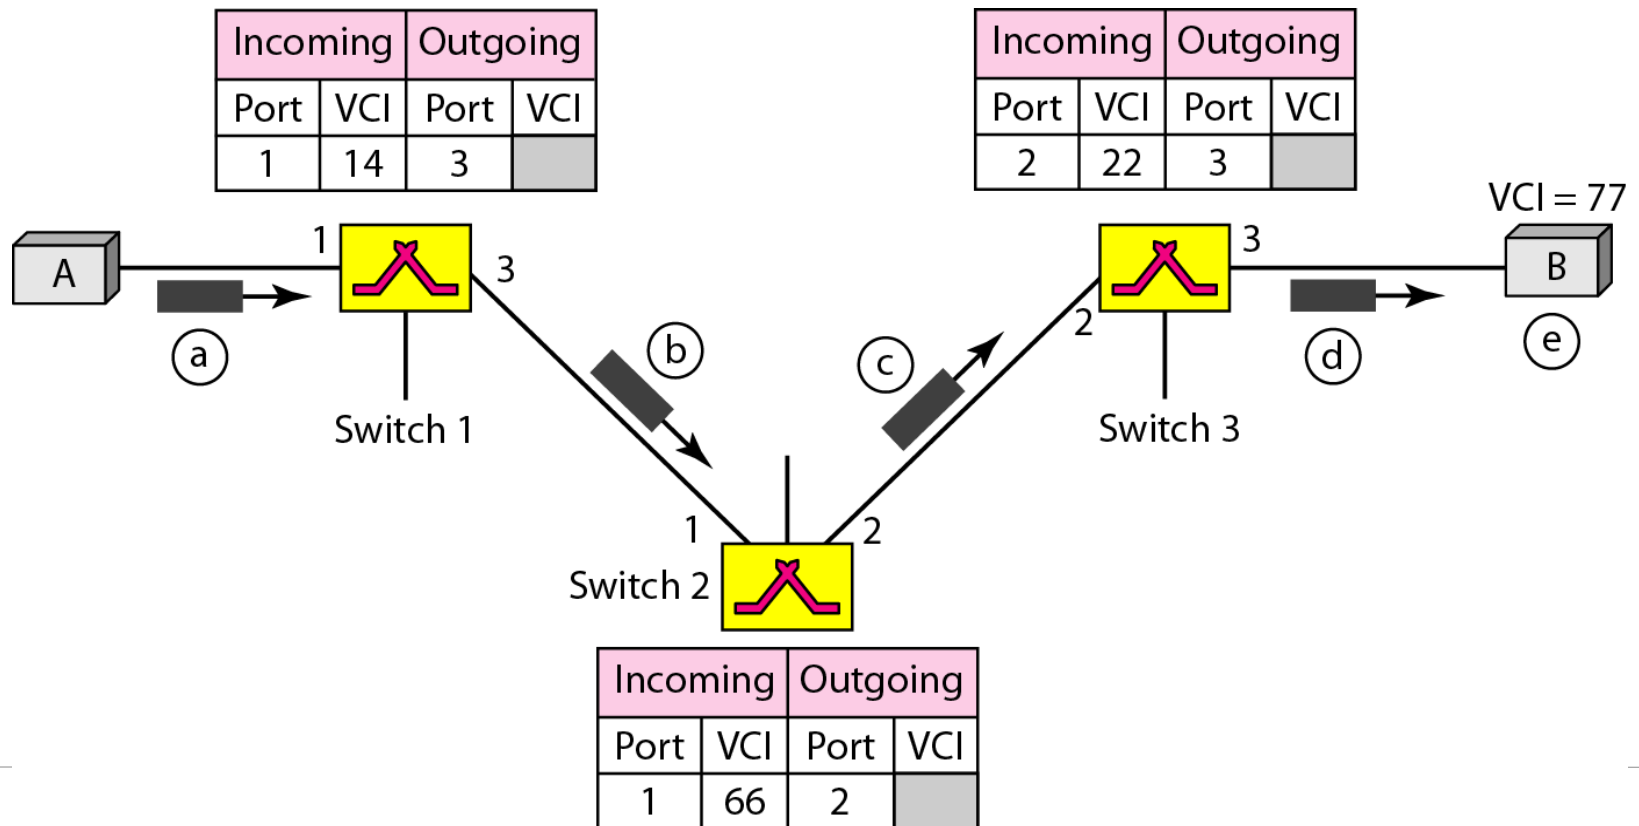 Incoming Outgoing
Port VCI Port VCI
1 14 3
Incoming Outgoing
Port VCI Port VCI
2 22 3
VCI = 77
A
1
3
a
Switch 1
b
c
2
3
Switch 3
d
B
e
1
2
Switch 2
Incoming Outgoing
Port VCI Port VCI
1 66 2